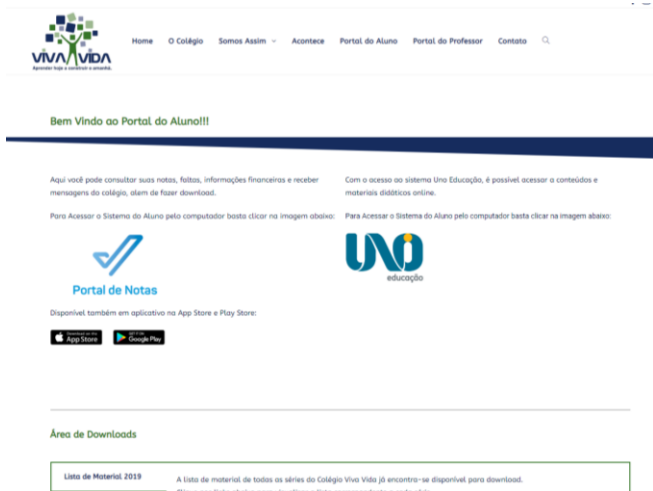 VIVA VIDA
Aprender hoje e construir o amanhã.
Home O Colégio Somos Assim Acontece Portal do Aluno Portal do Professor Contato
Bem Vindo ao Portal do Aluno!!!
Aqui você pode consultar suas notas, faltas, informações financeiras e receber
mensagens do colégio, alem de fazer download.
Para Acessar o Sistema do Aluno pelo computador basta clicar na imagem abaixo:
Portal de Notas
Disponível também em aplicativo na App Store e Play Store:
Download on the App Store
GET IT ON Google Play
Com o acesso ao sistema Uno Educação, é possível acessar a conteúdos e
materiais didáticos online.
Para Acessar o Sistema do Aluno pelo computador basta clicar na imagem abaixo:
UNO
educação
Área de Downloads
Lista de Material 2019
A lista de material de todas as séries do Colégio Viva Vida já encontra-se disponível para download.